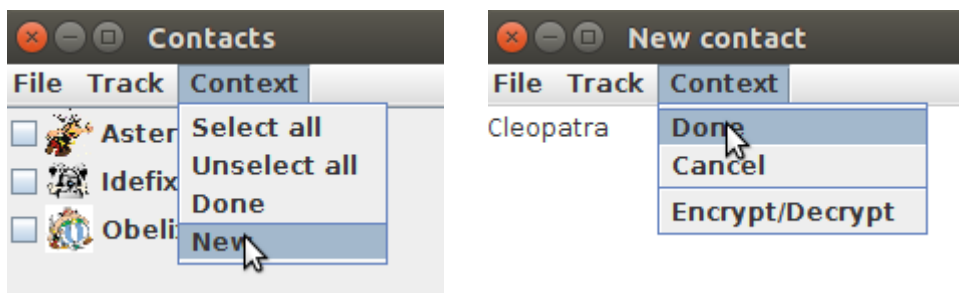 Contacts
File Track Context
Select all
Unselect all
Done
New
Aster
Idefix
Obeli
New contact
File Track Context
Cleopatra
Done
Cancel
Encrypt/Decrypt